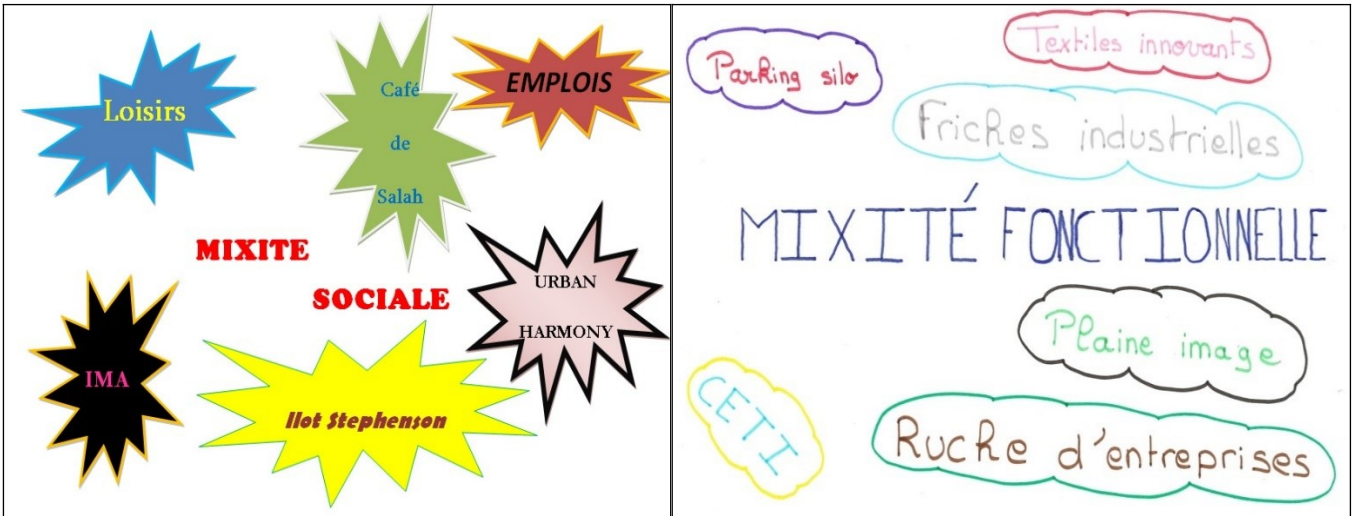 Loisirs
Café
de
Salah
EMPLOIS
MIXITE
SOCIALE
URBAN
HARMONY
IMA
Ilot Stephenson
Parking silo
Textiles innovants
Friches industrielles
MIXITÉ FONCTIONNELLE
Plaine image
CETI
Ruche d'entreprises